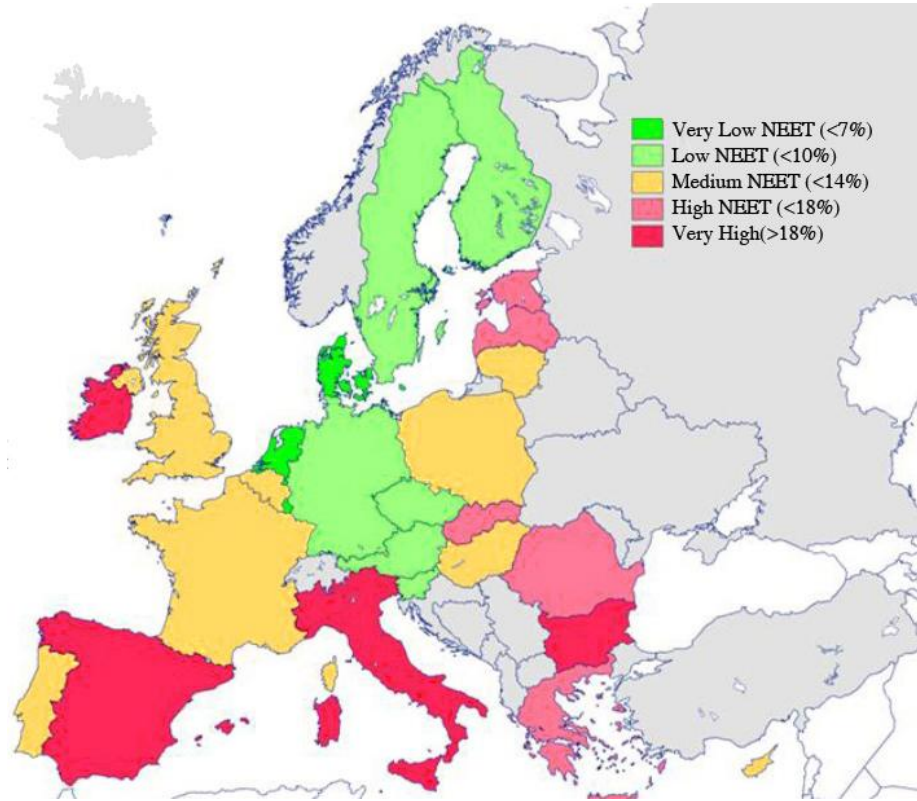 Very Low NEET (<7%)
Low NEET (<10%)
Medium NEET (<14%)
High NEET (<18%)
Very High(>18%)